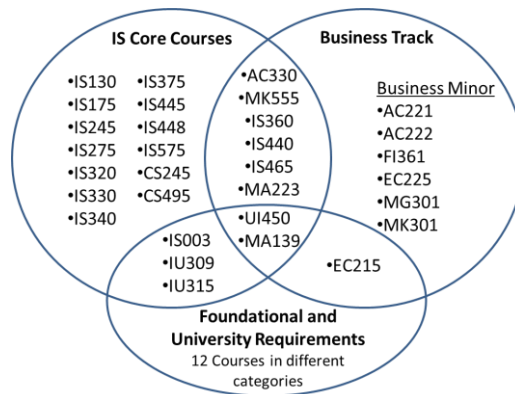 IS Core Courses
Business Track
•IS130
•IS175
•IS245
•IS275
•IS320
•IS330
•IS340
•IS375
•IS445
•IS448
•IS575
•CS245
•CS495
•AC330
•MK555
•IS360
•IS440
•IS465
•MA223
Business Minor
•AC221
•AC222
•FI361
•EC225
•MG301
•MK301
•UI450
•MA139
•IS003
•IU309
•IU315
•EC215
Foundational and
University Requirements
12 Courses in different
categories